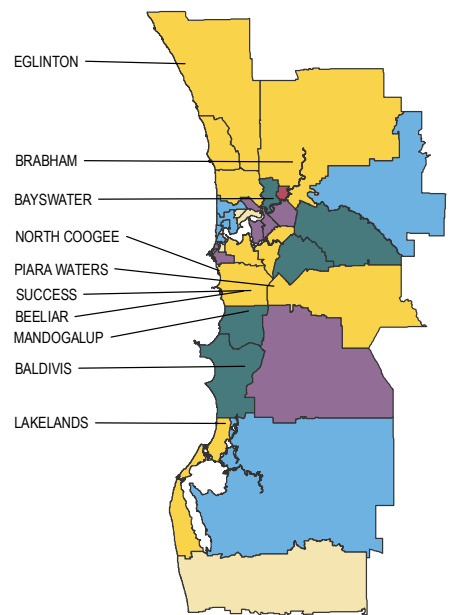 EGLINTON
BRABHAM
BAYSWATER
NORTH COOGEE
PIARA WATERS
SUCCESS
BEELIAR
MANDOGALUP
BALDIVIS
LAKELANDS